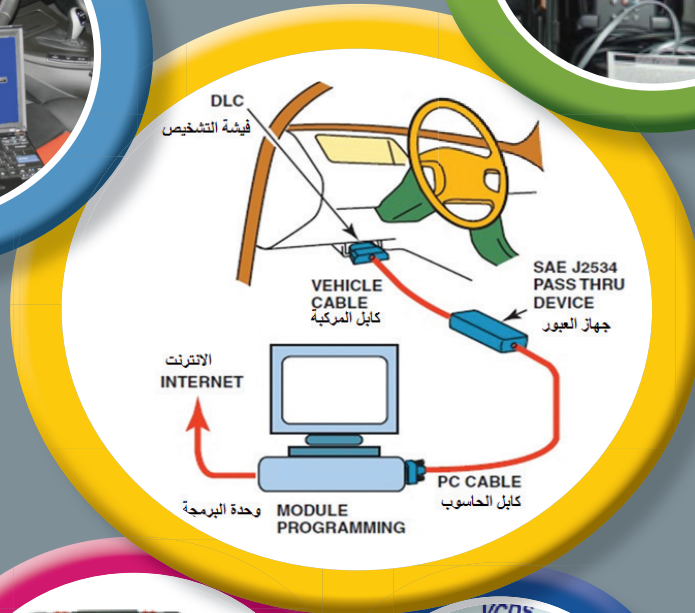 DLC
فيشة التشخيص
VEHICLE
CABLE
كابل المركبة
SAE J2534
PASS THRU
DEVICE
جهاز العبور
الانترنت
INTERNET
PC CABLE
كابل الحاسوب
وحدة البرمجة
MODULE
PROGRAMMING
VCDS